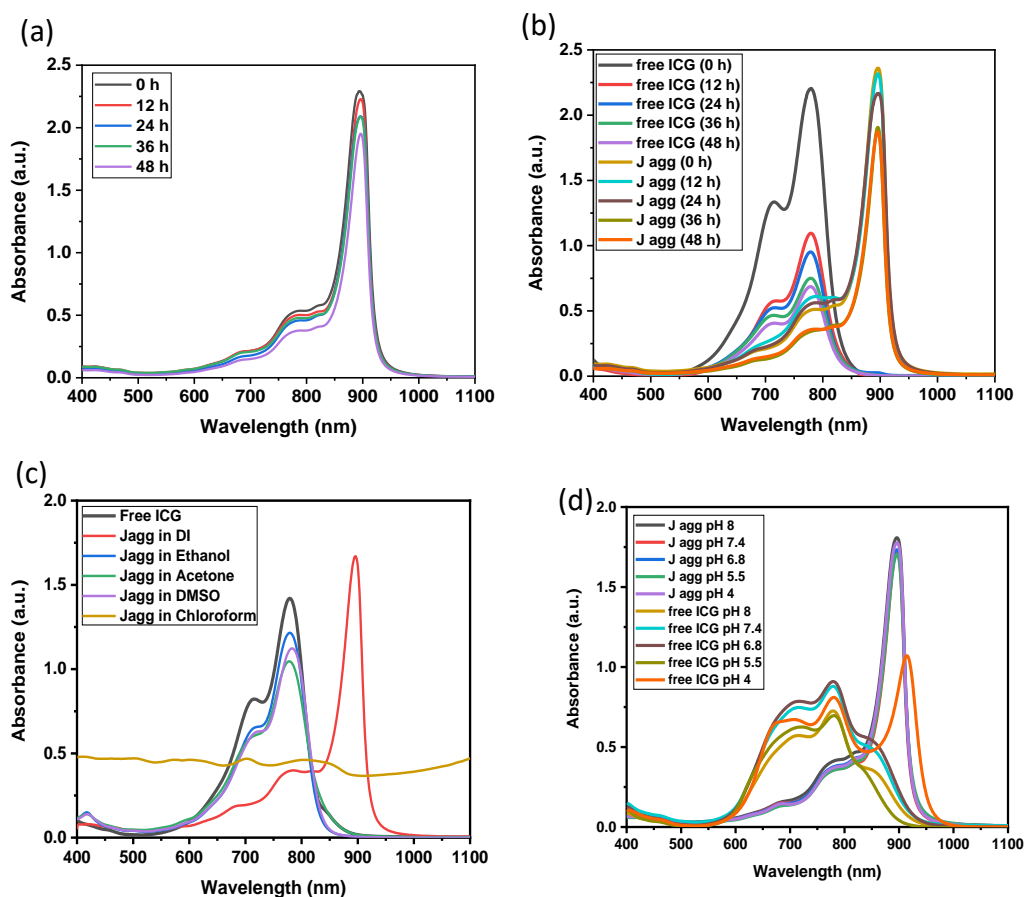 (a)
2.5
2.0
1.5
1.0
0.5
0.0
Absorbance (a.u.)
0 h
12 h
24 h
36 h
48 h
400 500 600 700 800 900 1000 1100
Wavelength (nm)
(b)
2.5
2.0
1.5
1.0
0.5
0.0
Absorbance (a.u.)
free ICG (0 h)
free ICG (12 h)
free ICG (24 h)
free ICG (36 h)
free ICG (48 h)
J agg (0 h)
J agg (12 h)
J agg (24 h)
J agg (36 h)
J agg (48 h)
400 500 600 700 800 900 1000 1100
Wavelength (nm)
(c)
2.0
1.5
1.0
0.5
0.0
Absorbance (a.u.)
Free ICG
Jagg in DI
Jagg in Ethanol
Jagg in Acetone
Jagg in DMSO
Jagg in Chloroform
400 500 600 700 800 900 1000 1100
Wavelength (nm)
(d)
2.0
1.5
1.0
0.5
0.0
Absorbance (a.u.)
J agg pH 8
J agg pH 7.4
J agg pH 6.8
J agg pH 5.5
J agg pH 4
free ICG pH 8
free ICG pH 7.4
free ICG pH 6.8
free ICG pH 5.5
free ICG pH 4
400 500 600 700 800 900 1000 1100
Wavelength (nm)